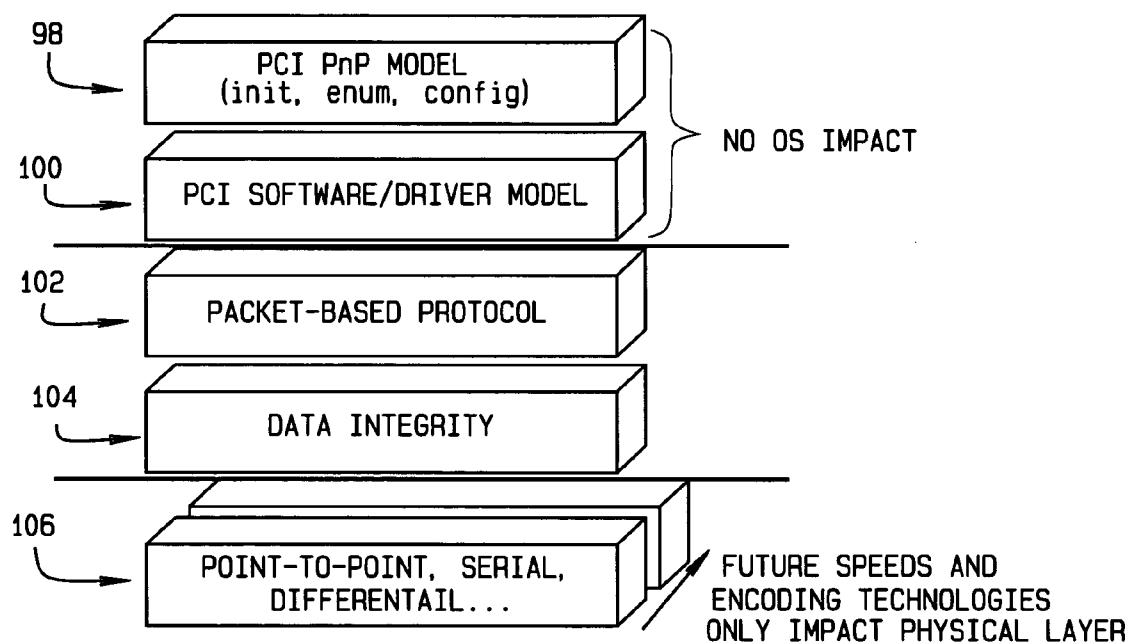 98
PCI PnP MODEL
(init, enum, config)
NO OS IMPACT
100
PCI SOFTWARE/DRIVER MODEL
102
PACKET-BASED PROTOCOL
104
DATA INTEGRITY
106
POINT-TO-POINT, SERIAL,
DIFFERENTAIL...
FUTURE SPEEDS AND
ENCODING TECHNOLOGIES
ONLY IMPACT PHYSICAL LAYER